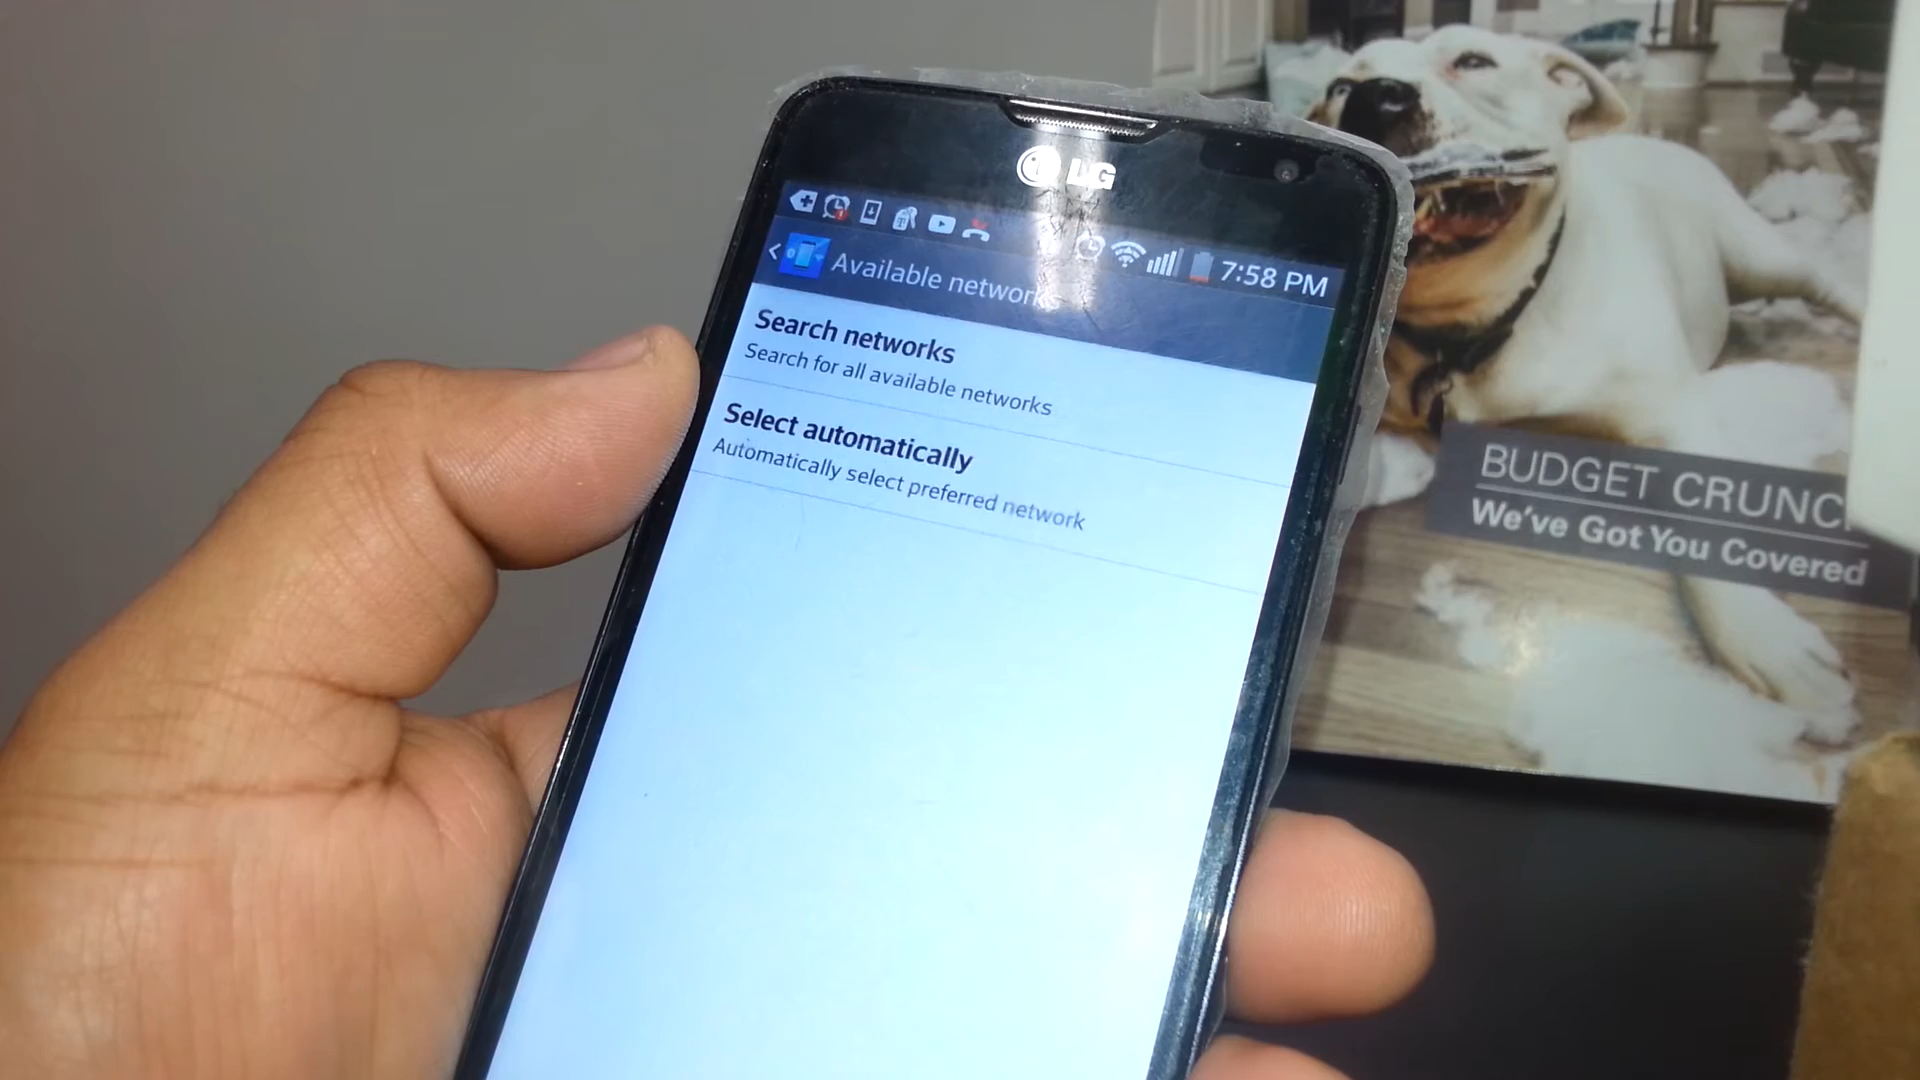 LG
7:58 PM
Available networks
Search networks
Search for all available networks
Select automatically
Automatically select preferred network
BUDGET CRUNC
We've Got You Covered